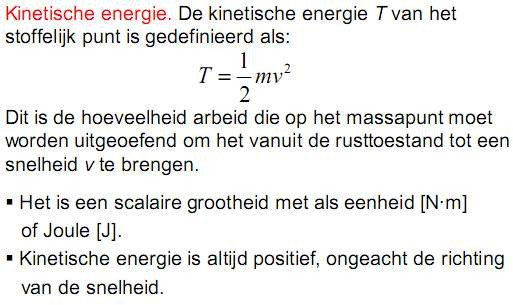 Kinetische energie. De kinetische energie T van het
stoffelijk punt is gedefinieerd als:
T = \frac{1}{2} mv^2
Dit is de hoeveelheid arbeid die op het massapunt moet
worden uitgeoefend om het vanuit de rusttoestand tot een
snelheid v te brengen.
▪ Het is een scalaire grootheid met als eenheid [N·m]
of Joule [J].
▪ Kinetische energie is altijd positief, ongeacht de richting
van de snelheid.